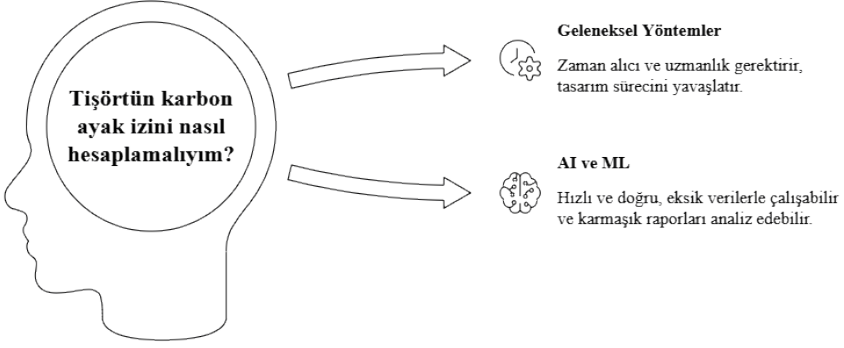 Tişörtün karbon
ayak izini nasıl
hesaplamalıyım?
Geleneksel Yöntemler
Zaman alıcı ve uzmanlık gerektirir,
tasarım sürecini yavaşlatır.
AI ve ML
Hızlı ve doğru, eksik verilerle çalışabilir
ve karmaşık raporları analiz edebilir.